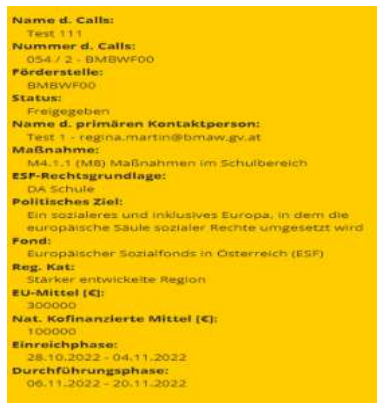 Name d. Calls:
Test 111
Nummer d. Calls:
054 / 2 - BMBWF00
Förderstelle:
BMBWF00
Status:
Freigegeben
Name d. primären Kontaktperson:
Test 1 - regina.martin@bmaw.gv.at
Maßnahme:
M4.1.1 (M8) Maßnahmen im Schulbereich
ESF-Rechtsgrundlage:
DA Schule
Politisches Ziel:
Ein sozialeres und inklusives Europa, in dem die
europäische Säule sozialer Rechte umgesetzt wird
Fond:
Europäischer Sozialfonds in Österreich (ESF)
Reg. Kat:
Stärker entwickelte Region
EU-Mittel (€):
300000
Nat. Kofinanzierte Mittel (€):
100000
Einreichphase:
28.10.2022 - 04.11.2022
Durchführungsphase:
06.11.2022 - 20.11.2022